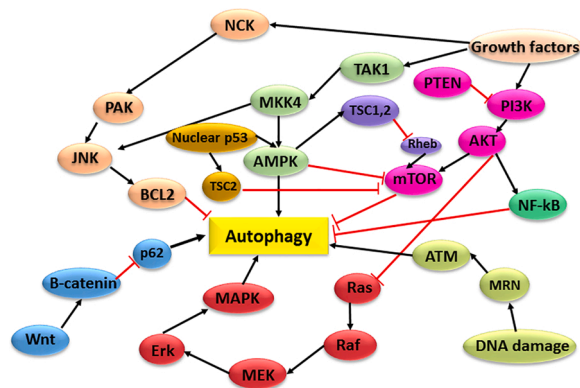 NCK
Growth factors
TAK1
PTEN
PAK
MKK4
TSC1,2
PI3K
Nuclear p53
Rheb
AKT
JNK
AMPK
TSC2
mTOR
BCL2
NF-kB
Autophagy
p62
ATM
B-catenin
MAPK
Ras
MRN
Wnt
Erk
Raf
DNA damage
MEK